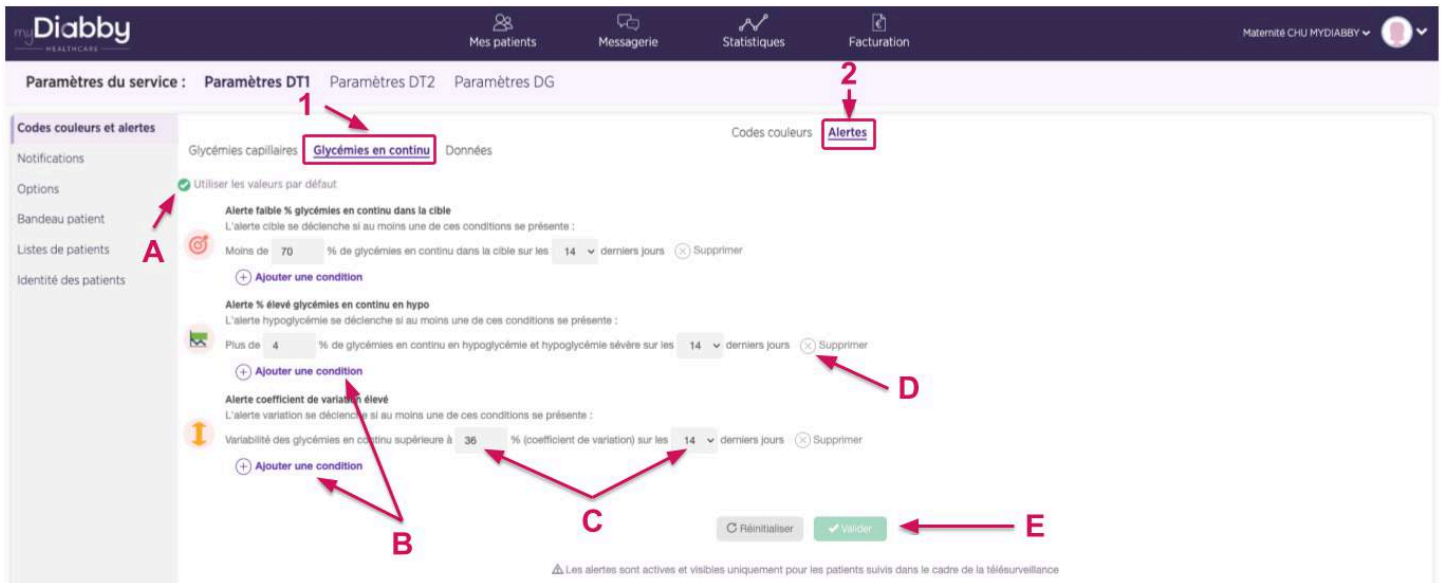 myDiabby
HEALTHCARE
Mes patients
Messagerie
Statistiques
Facturation
Maternité CHU MYDIABBY
Paramètres du service : Paramètres DT1 Paramètres DT2 Paramètres DG
1
2
Codes couleurs et alertes
Notifications
Options
Bandeau patient
Listes de patients
Identité des patients
Codes couleurs Alertes
Glycémies capillaires Glycémies en continu Données
Utiliser les valeurs par défaut
A
Alerte faible % glycémies en continu dans la cible
L'alerte cible se déclenche si au moins une de ces conditions se présente :
Moins de 70 % de glycémies en continu dans la cible sur les 14 derniers jours Supprimer
Ajouter une condition
Alerte % élevé glycémies en continu en hypo
L'alerte hypoglycémie se déclenche si au moins une de ces conditions se présente :
Plus de 4 % de glycémies en continu en hypoglycémie et hypoglycémie sévère sur les 14 derniers jours Supprimer
Ajouter une condition
D
Alerte coefficient de variation élevé
L'alerte variation se déclenche si au moins une de ces conditions se présente :
Variabilité des glycémies en continu supérieure à 36 % (coefficient de variation) sur les 14 derniers jours Supprimer
Ajouter une condition
B
C
Réinitialiser Valider
E
Les alertes sont actives et visibles uniquement pour les patients suivis dans le cadre de la télésurveillance